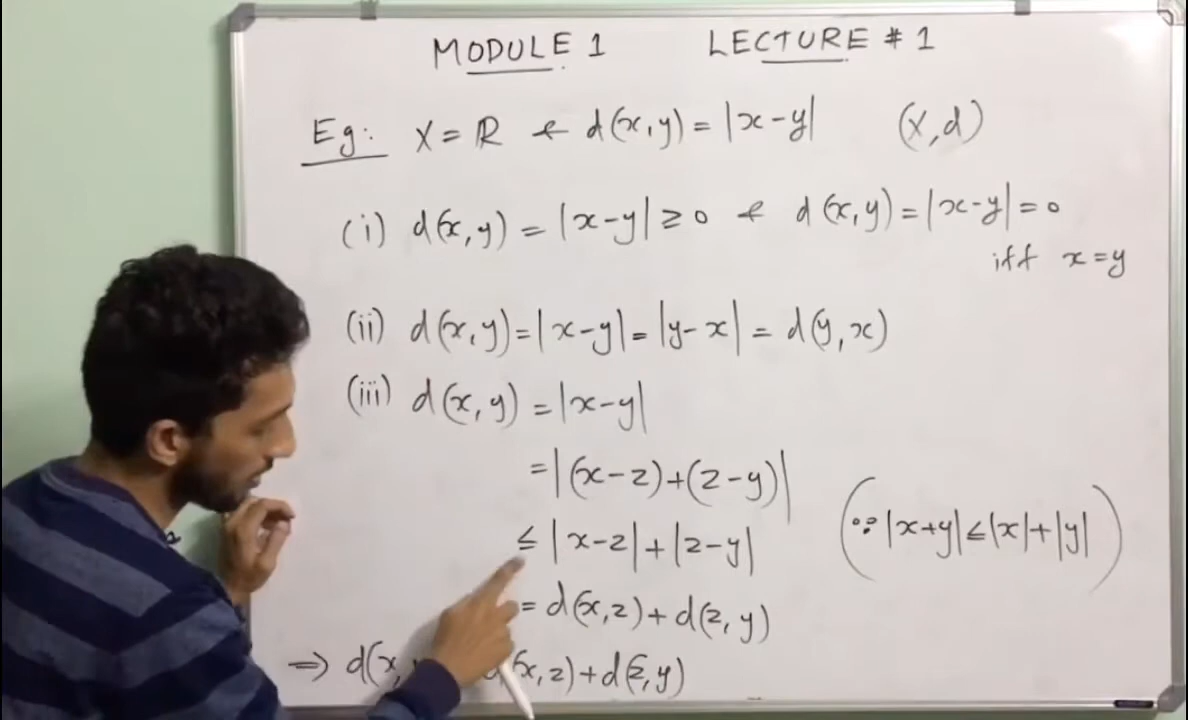 MODULE 1 LECTURE # 1
Eg: X = ℝ & d(x,y) = |x-y| (X,d)
(i) d(x,y) = |x-y| ≥ 0 & d(x,y) = |x-y| = 0
iff x = y
(ii) d(x,y) = |x-y| = |y-x| = d(y,x)
(iii) d(x,y) = |x-y|
= |(x-z)+(z-y)|
≤ |x-z|+|z-y| (∵ |x+y| ≤ |x|+|y|)
= d(x,z)+d(z,y)
⇒ d(x, (x,z)+d(z,y)